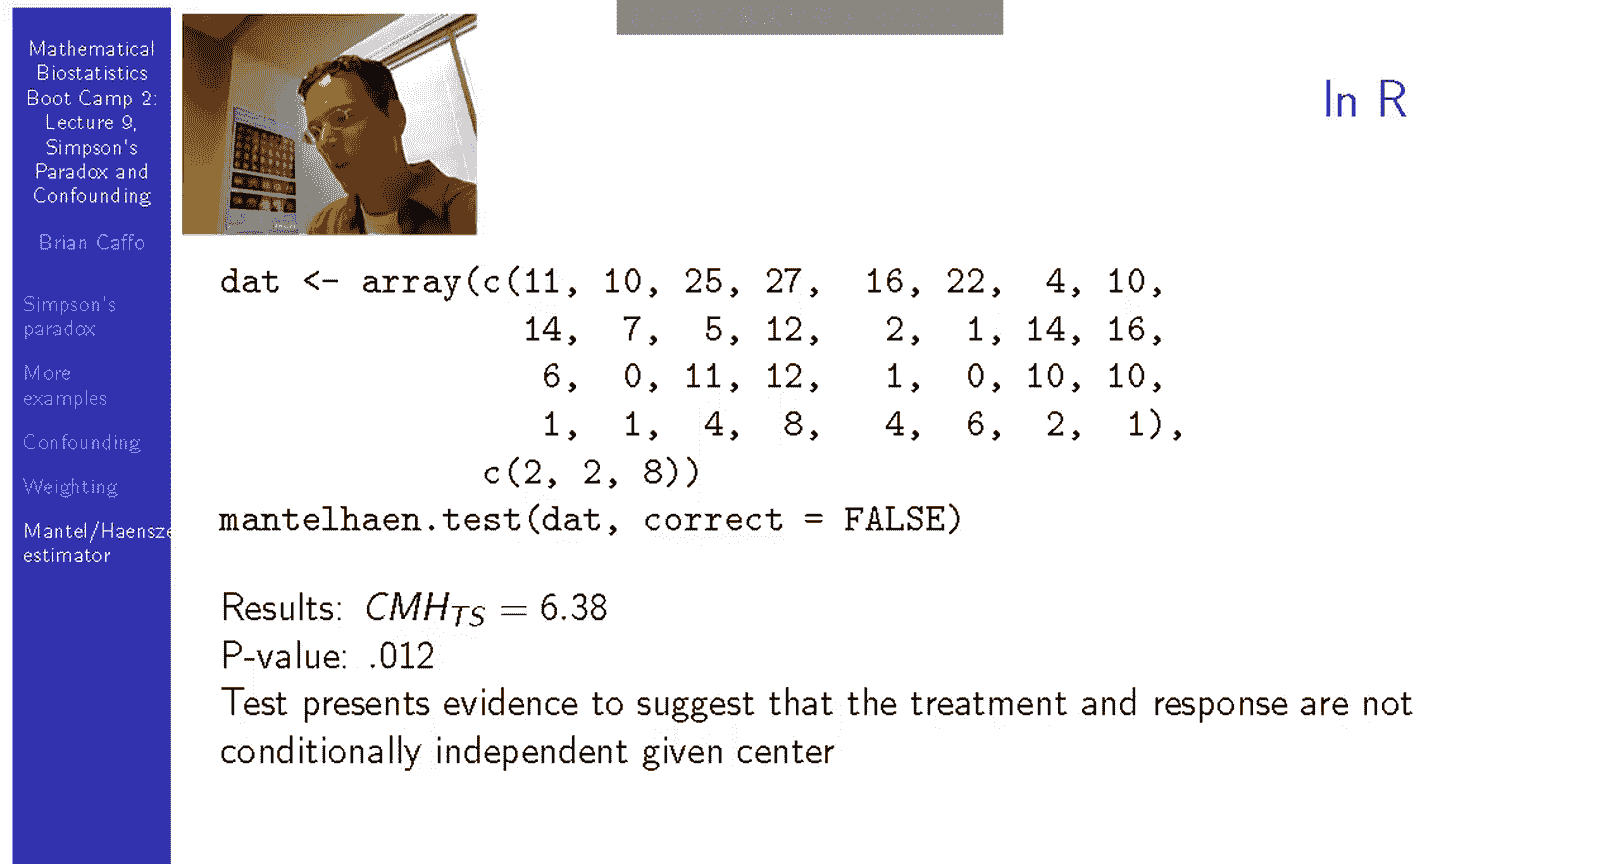 Mathematical
Biostatistics
Boot Camp 2:
Lecture 9,
Simpson's
Paradox and
Confounding
Brian Caffo
Simpson's
paradox
More
examples
Confounding
Weighting
Mantel/Haensze
estimator
In R
dat <- array(c(11, 10, 25, 27, 16, 22, 4, 10,
14, 7, 5, 12, 2, 1, 14, 16,
6, 0, 11, 12, 1, 0, 10, 10,
1, 1, 4, 8, 4, 6, 2, 1),
c(2, 2, 8))
mantelhaen.test(dat, correct = FALSE)
Results: CMH_TS = 6.38
P-value: .012
Test presents evidence to suggest that the treatment and response are not
conditionally independent given center